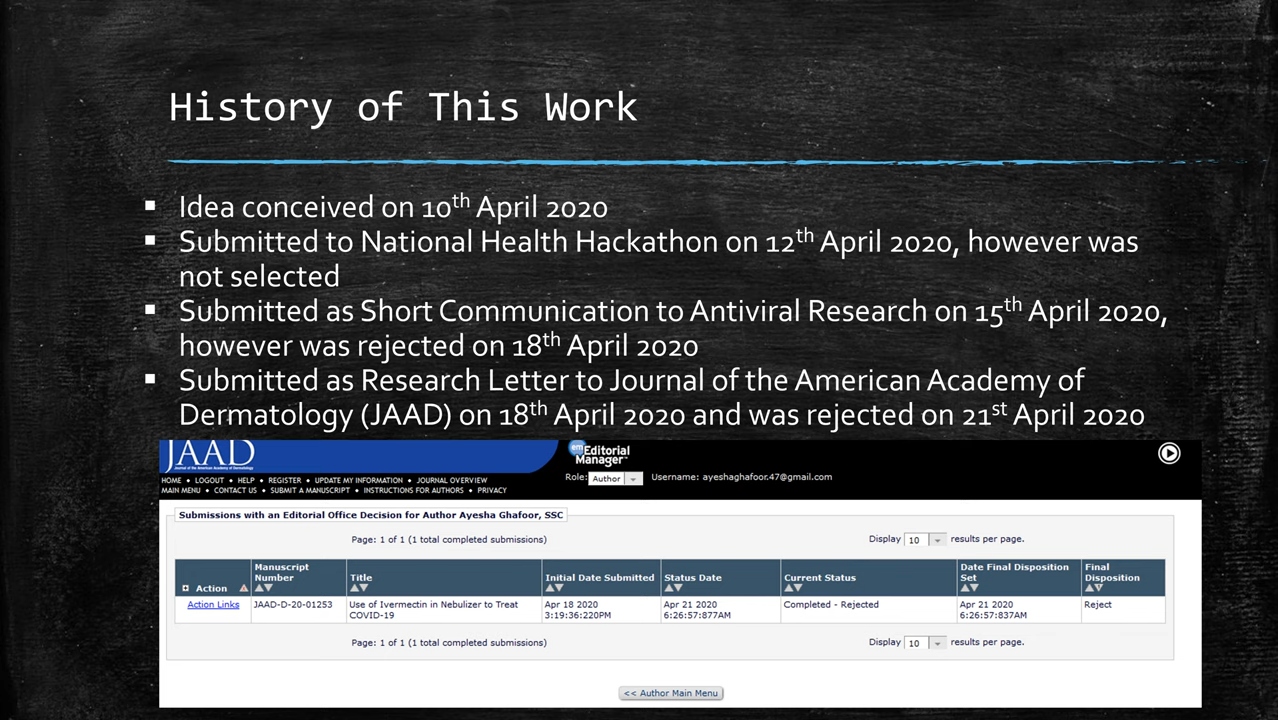 History of This Work
▪ Idea conceived on 10th April 2020
▪ Submitted to National Health Hackathon on 12th April 2020, however was
not selected
▪ Submitted as Short Communication to Antiviral Research on 15th April 2020,
however was rejected on 18th April 2020
▪ Submitted as Research Letter to Journal of the American Academy of
Dermatology (JAAD) on 18th April 2020 and was rejected on 21st April 2020
JAAD
Journal of the American Academy of Dermatology
em Editorial
Manager™
Role: Author Username: ayeshaghafoor.47@gmail.com
HOME • LOGOUT • HELP • REGISTER • UPDATE MY INFORMATION • JOURNAL OVERVIEW
MAIN MENU • CONTACT US • SUBMIT A MANUSCRIPT • INSTRUCTIONS FOR AUTHORS • PRIVACY
Submissions with an Editorial Office Decision for Author Ayesha Ghafoor, SSC
Page: 1 of 1 (1 total completed submissions) Display 10 results per page.
Action
Manuscript
Number
Title
Initial Date Submitted
Status Date
Current Status
Date Final Disposition
Set
Final
Disposition
Action Links
JAAD-D-20-01253
Use of Ivermectin in Nebulizer to Treat
COVID-19
Apr 18 2020
3:19:36:220PM
Apr 21 2020
6:26:57:877AM
Completed - Rejected
Apr 21 2020
6:26:57:837AM
Reject
Page: 1 of 1 (1 total completed submissions) Display 10 results per page.
<< Author Main Menu